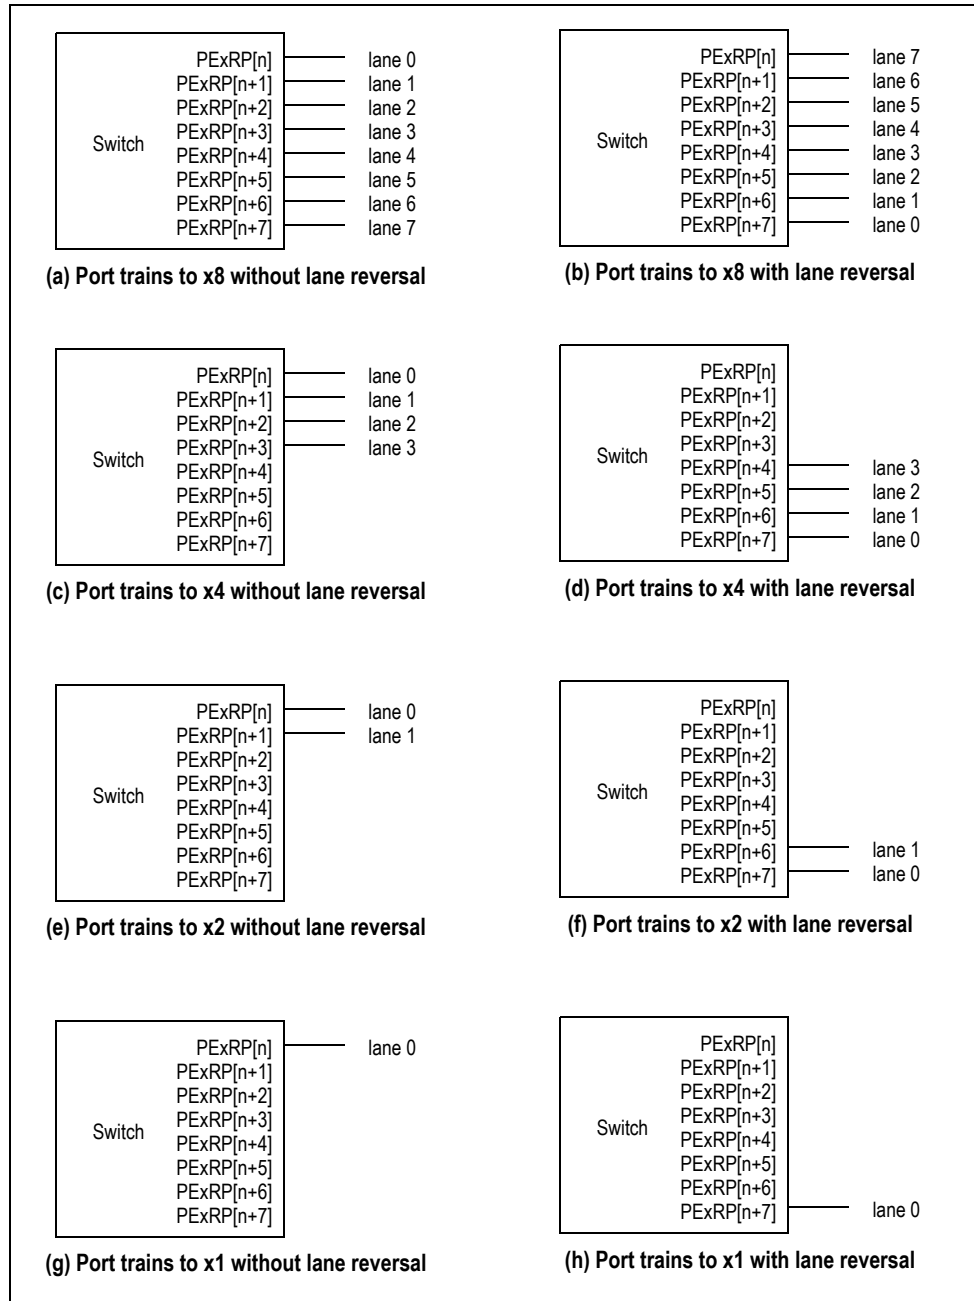 PExRP[n] lane 0
PExRP[n+1] lane 1
PExRP[n+2] lane 2
PExRP[n+3] lane 3
Switch
PExRP[n+4] lane 4
PExRP[n+5] lane 5
PExRP[n+6] lane 6
PExRP[n+7] lane 7
(a) Port trains to x8 without lane reversal
PExRP[n] lane 7
PExRP[n+1] lane 6
PExRP[n+2] lane 5
PExRP[n+3] lane 4
Switch
PExRP[n+4] lane 3
PExRP[n+5] lane 2
PExRP[n+6] lane 1
PExRP[n+7] lane 0
(b) Port trains to x8 with lane reversal
PExRP[n] lane 0
PExRP[n+1] lane 1
PExRP[n+2] lane 2
PExRP[n+3] lane 3
Switch
PExRP[n+4]
PExRP[n+5]
PExRP[n+6]
PExRP[n+7]
(c) Port trains to x4 without lane reversal
PExRP[n]
PExRP[n+1]
PExRP[n+2]
PExRP[n+3]
Switch
PExRP[n+4] lane 3
PExRP[n+5] lane 2
PExRP[n+6] lane 1
PExRP[n+7] lane 0
(d) Port trains to x4 with lane reversal
PExRP[n] lane 0
PExRP[n+1] lane 1
PExRP[n+2]
PExRP[n+3]
Switch
PExRP[n+4]
PExRP[n+5]
PExRP[n+6]
PExRP[n+7]
(e) Port trains to x2 without lane reversal
PExRP[n]
PExRP[n+1]
PExRP[n+2]
PExRP[n+3]
Switch
PExRP[n+4]
PExRP[n+5]
PExRP[n+6] lane 1
PExRP[n+7] lane 0
(f) Port trains to x2 with lane reversal
PExRP[n] lane 0
PExRP[n+1]
PExRP[n+2]
PExRP[n+3]
Switch
PExRP[n+4]
PExRP[n+5]
PExRP[n+6]
PExRP[n+7]
(g) Port trains to x1 without lane reversal
PExRP[n]
PExRP[n+1]
PExRP[n+2]
PExRP[n+3]
Switch
PExRP[n+4]
PExRP[n+5]
PExRP[n+6]
PExRP[n+7] lane 0
(h) Port trains to x1 with lane reversal